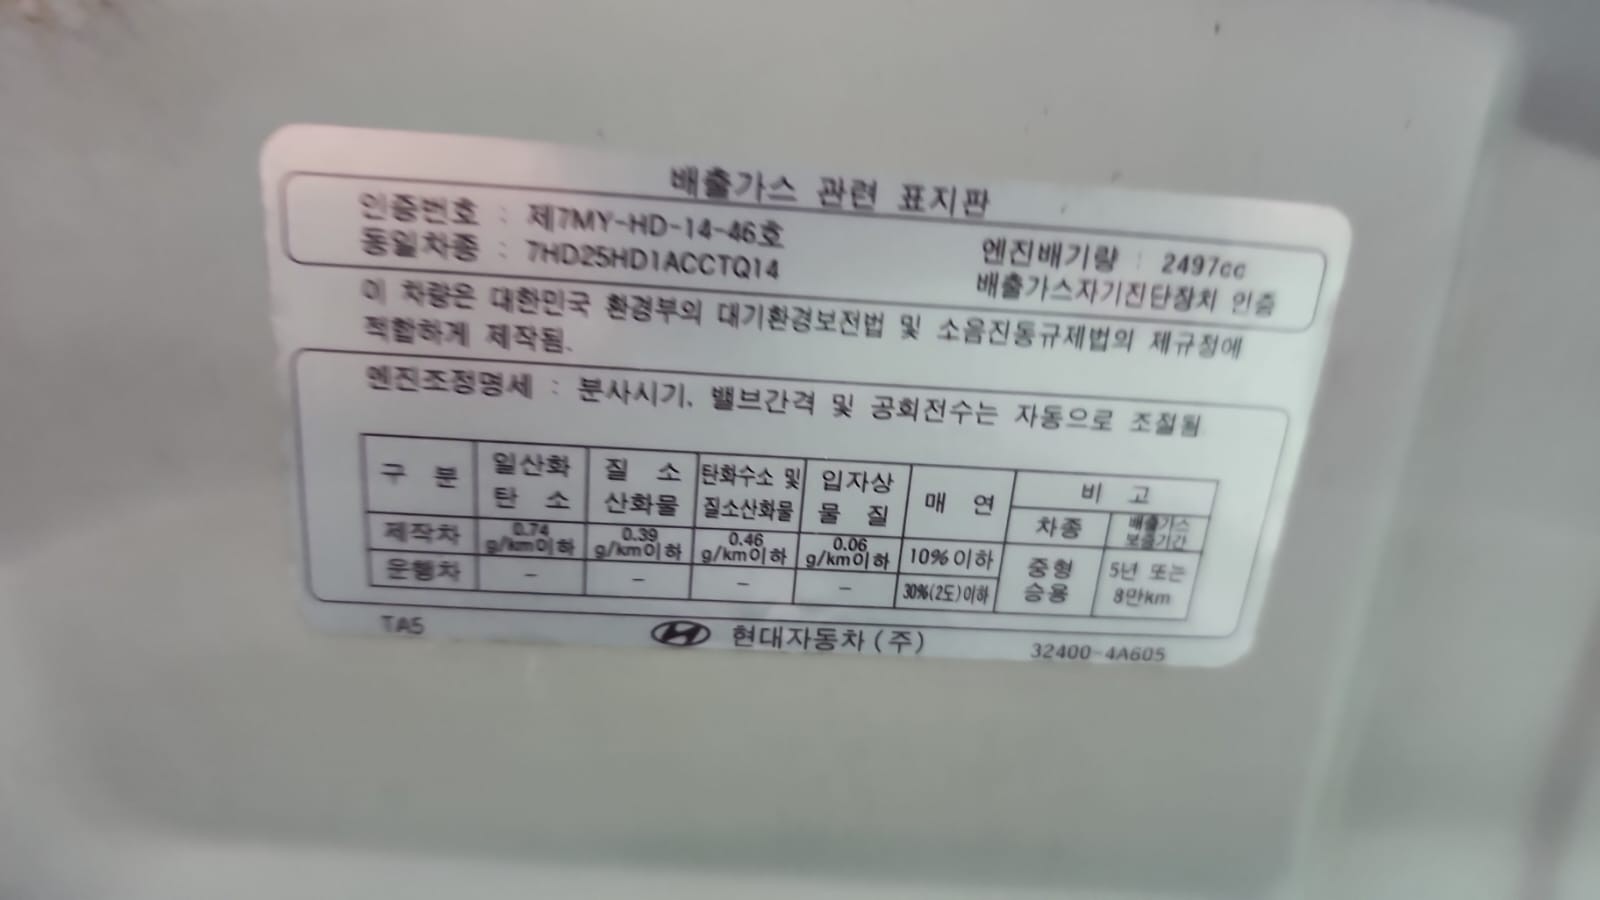 배출가스 관련 표지판
인증번호 : 제7MY-HD-14-46호
동일차종 : 7HD25HD1ACCTQ14
엔진배기량 : 2497cc
배출가스자기진단장치 인증
이 차량은 대한민국 환경부의 대기환경보전법 및 소음진동규제법의 제규정에
적합하게 제작됨.
엔진조정명세 : 분사시기, 밸브간격 및 공회전수는 자동으로 조절됨
구 분 일산화 탄 소 질 소 산화물 탄화수소 및 질소산화물 입자상 물 질 매 연 비 고
차종 배출가스 보증기간
제작차 0.74 g/km이하 0.39 g/km이하 0.46 g/km이하 0.06 g/km이하 10%이하 중형 승용 5년 또는 8만km
운행차 - - - - 30%(2도)이하
TA5 현대자동차(주) 32400-4A605